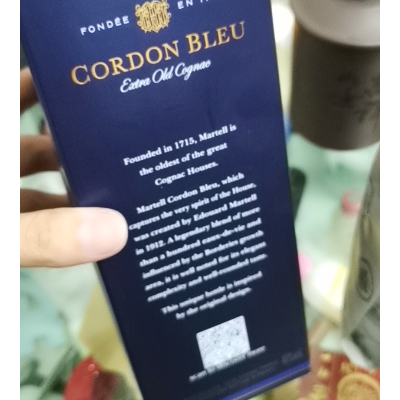 FONDÉE EN
CORDON BLEU
Extra Old Cognac
Founded in 1715, Martell is
the oldest of the great
Cognac Houses.
Martell Cordon Bleu, which
captures the very spirit of the House,
was created by Edouard Martell
in 1912. A legendary blend of more
than a hundred eaux-de-vie and
influenced by the Borderies growth
area, it is well noted for its elegant
complexity and well-rounded taste.
This unique bottle is inspired
by the original design.